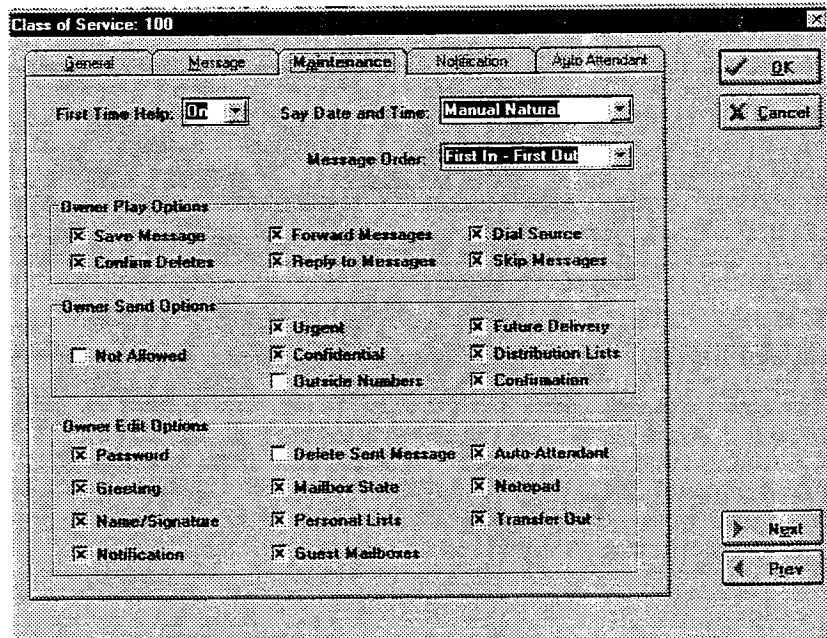 Class of Service: 100
General Message Maintenance Notification Auto Attendant
OK
Cancel
First Time Help: On Say Date and Time: Manual Natural
Message Order: First In - First Out
Owner Play Options
Save Message Forward Messages Dial Source
Confirm Deletes Reply to Messages Skip Messages
Owner Send Options
Urgent Future Delivery
Not Allowed Confidential Distribution Lists
Outside Numbers Confirmation
Owner Edit Options
Password Delete Sent Message Auto-Attendant
Greeting Mailbox State Notepad
Name/Signature Personal Lists Transfer Out
Notification Guest Mailboxes
Next
Prev